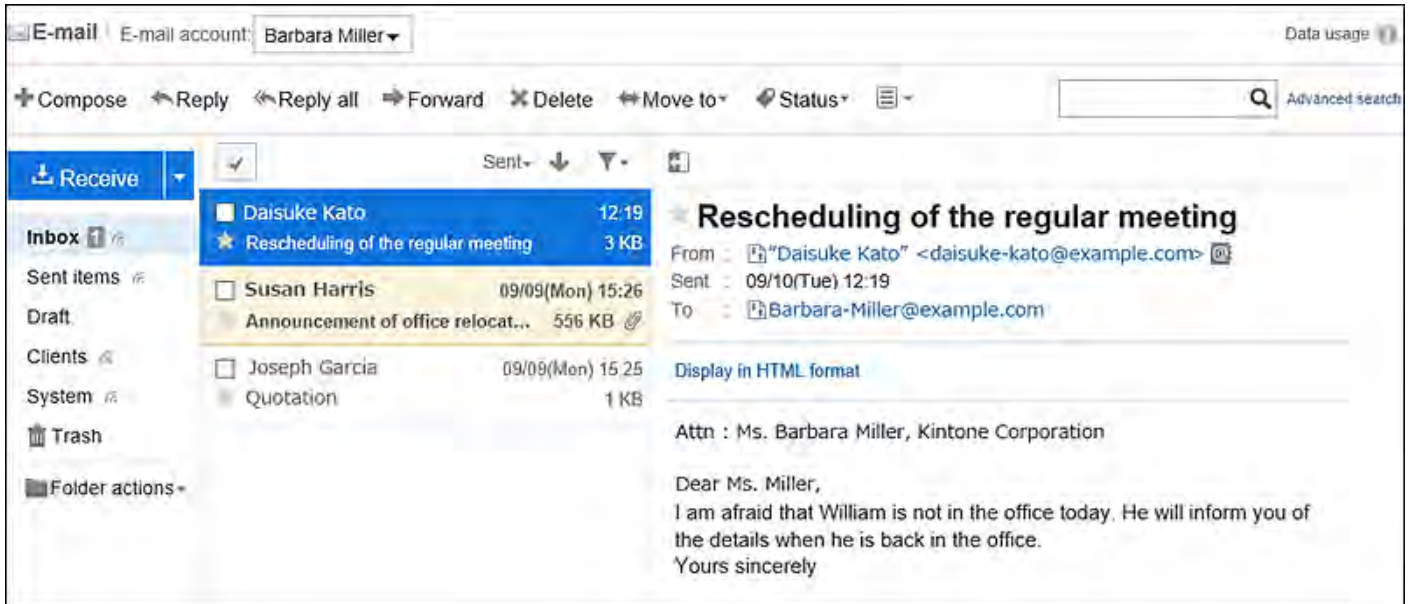 E-mail E-mail account: Barbara Miller Data usage
Compose Reply Reply all Forward Delete Move to Status Advanced search
Receive Sent
Inbox 1
Sent items
Draft
Clients
System
Trash
Folder actions
Daisuke Kato 12:19
Rescheduling of the regular meeting 3 KB
Susan Harris 09/09(Mon) 15:26
Announcement of office relocat... 556 KB
Joseph Garcia 09/09(Mon) 15:25
Quotation 1 KB
Rescheduling of the regular meeting
From : "Daisuke Kato" <daisuke-kato@example.com>
Sent : 09/10(Tue) 12:19
To : Barbara-Miller@example.com
Display in HTML format
Attn : Ms. Barbara Miller, Kintone Corporation
Dear Ms. Miller,
I am afraid that William is not in the office today. He will inform you of
the details when he is back in the office.
Yours sincerely